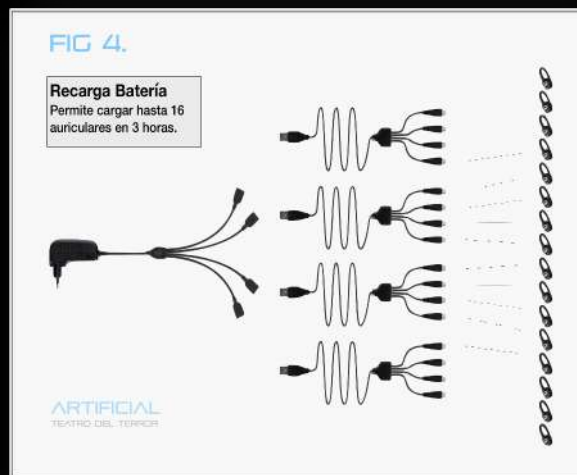 FIG 4.
Recarga Batería
Permite cargar hasta 16
auriculares en 3 horas.
ARTIFICIAL
TEATRO DEL TERROR